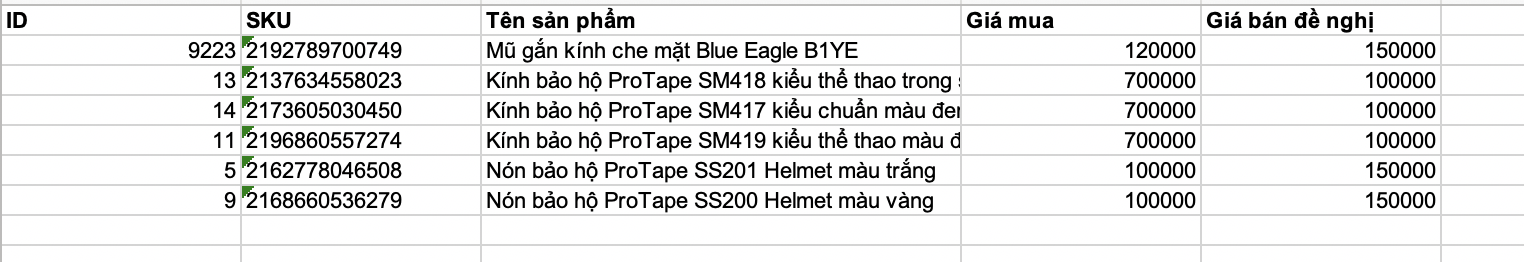 ID SKU Tên sản phẩm Giá mua Giá bán đề nghị
9223 2192789700749 Mũ gắn kính che mặt Blue Eagle B1YE 120000 150000
13 2137634558023 Kính bảo hộ ProTape SM418 kiểu thể thao trong 700000 100000
14 2173605030450 Kính bảo hộ ProTape SM417 kiểu chuẩn màu 700000 100000
11 2196860557274 Kính bảo hộ ProTape SM419 kiểu thể thao màu 700000 100000
5 2162778046508 Nón bảo hộ ProTape SS201 Helmet màu trắng 100000 150000
9 2168660536279 Nón bảo hộ ProTape SS200 Helmet màu vàng 100000 150000